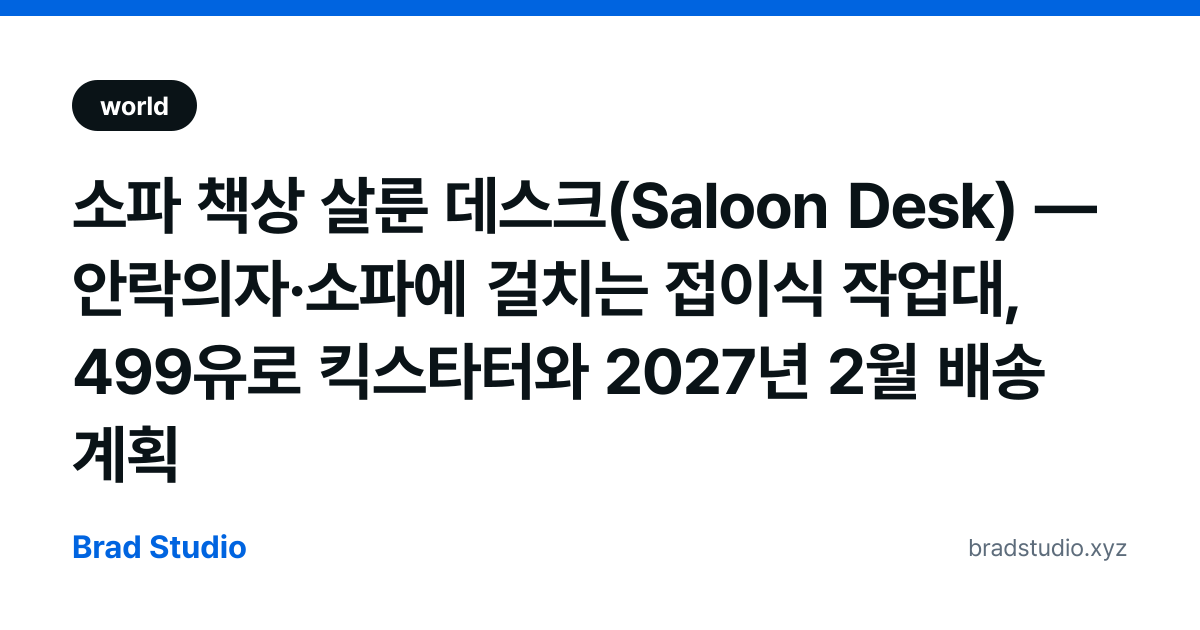 world
소파 책상 살룬 데스크(Saloon Desk) —
안락의자·소파에 걸치는 접이식 작업대,
499유로 킥스타터와 2027년 2월 배송
계획
Brad Studio
bradstudio.xyz